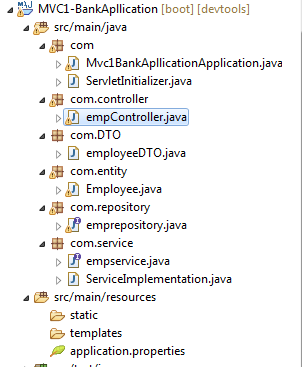 MVC1-BankApllication [boot] [devtools]
src/main/java
com
Mvc1BankApllicationApplication.java
ServletInitializer.java
com.controller
empController.java
com.DTO
employeeDTO.java
com.entity
Employee.java
com.repository
emprepository.java
com.service
empservice.java
ServiceImplementation.java
src/main/resources
static
templates
application.properties